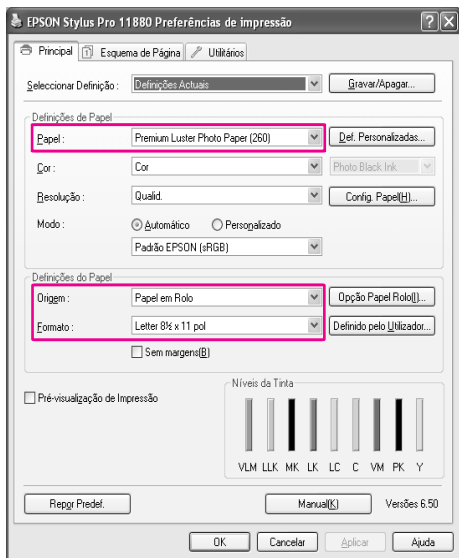 EPSON Stylus Pro 11880 Preferências de impressão
Principal Esquema de Página Utilitários
Seleccionar Definição : Definições Actuais Gravar/Apagar...
Definições de Papel
Papel : Premium Luster Photo Paper (260) Def. Personalizadas...
Cor : Cor Photo Black Ink
Resolução : Qualid. Config. Papel(H)...
Modo : Automático Personalizado
Padrão EPSON (sRGB)
Definições do Papel
Origem : Papel em Rolo Opção Papel Rolo(I)...
Formato : Letter 8½ x 11 pol Definido pelo Utilizador...
Sem margens(B)
Pré-visualização de Impressão
Níveis da Tinta
VLM LLK MK LK LC C VM PK Y
Repor Predef. Manual(K) Versões 6.50
OK Cancelar Aplicar Ajuda